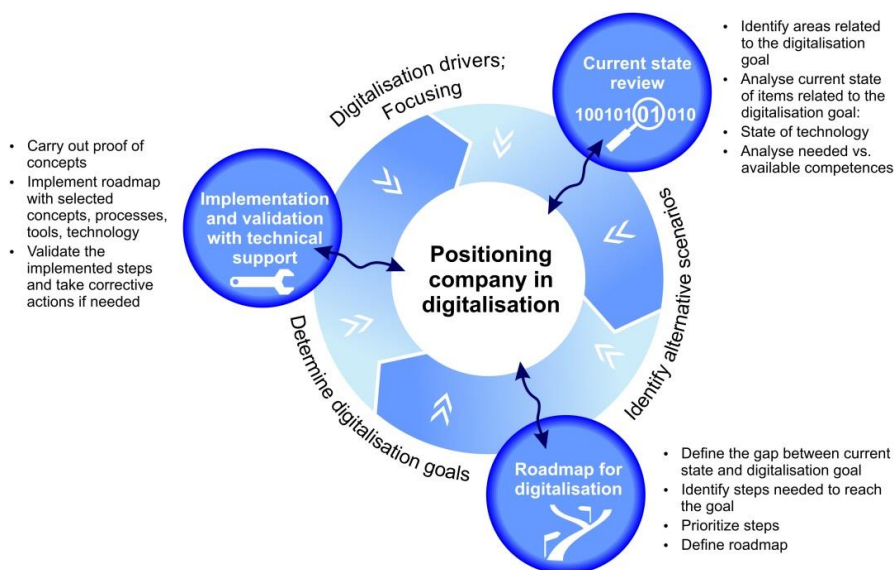 Digitalisation drivers;
Focusing
Current state
review
100101 01 010
• Identify areas related
to the digitalisation
goal
• Analyse current state
of items related to the
digitalisation goal:
• State of technology
• Analyse needed vs.
available competences
• Carry out proof of
concepts
• Implement roadmap
with selected
concepts, processes,
tools, technology
• Validate the
implemented steps
and take corrective
actions if needed
Implementation
and validation
with technical
support
Positioning
company in
digitalisation
Identify alternative scenarios
Determine digitalisation goals
Roadmap for
digitalisation
• Define the gap between current
state and digitalisation goal
• Identify steps needed to reach
the goal
• Prioritize steps
• Define roadmap